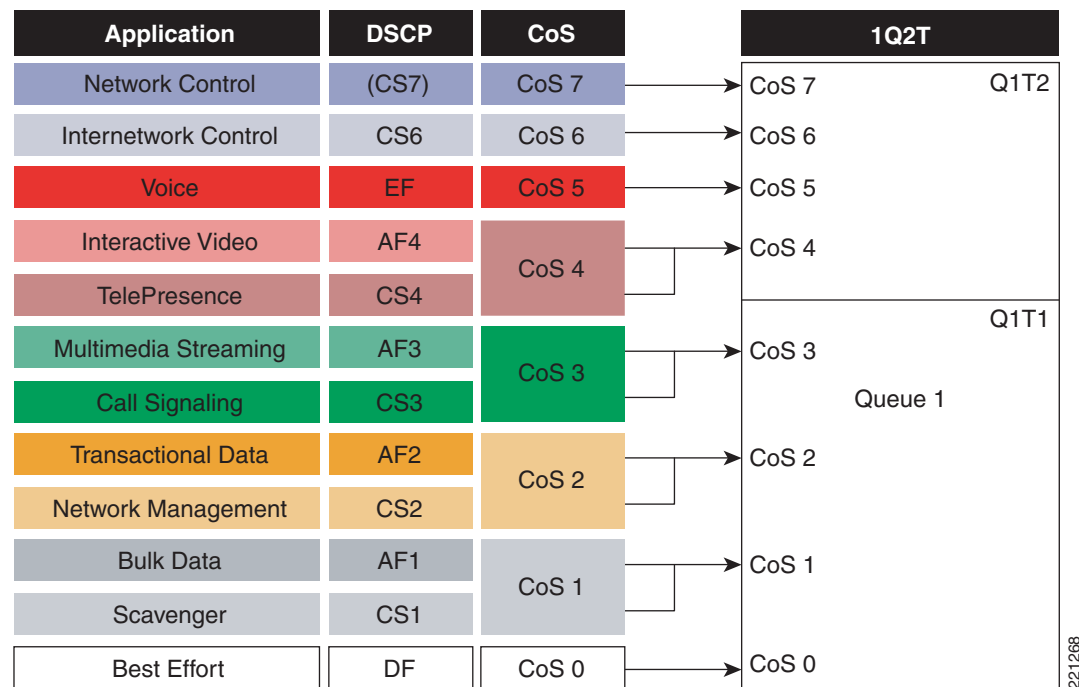 Application DSCP CoS 1Q2T
Network Control (CS7) CoS 7 CoS 7 Q1T2
Internetwork Control CS6 CoS 6 CoS 6
Voice EF CoS 5 CoS 5
Interactive Video AF4 CoS 4 CoS 4
TelePresence CS4
Q1T1
Multimedia Streaming AF3 CoS 3 CoS 3
Call Signaling CS3 Queue 1
Transactional Data AF2 CoS 2 CoS 2
Network Management CS2
Bulk Data AF1 CoS 1 CoS 1
Scavenger CS1
Best Effort DF CoS 0 CoS 0
221268